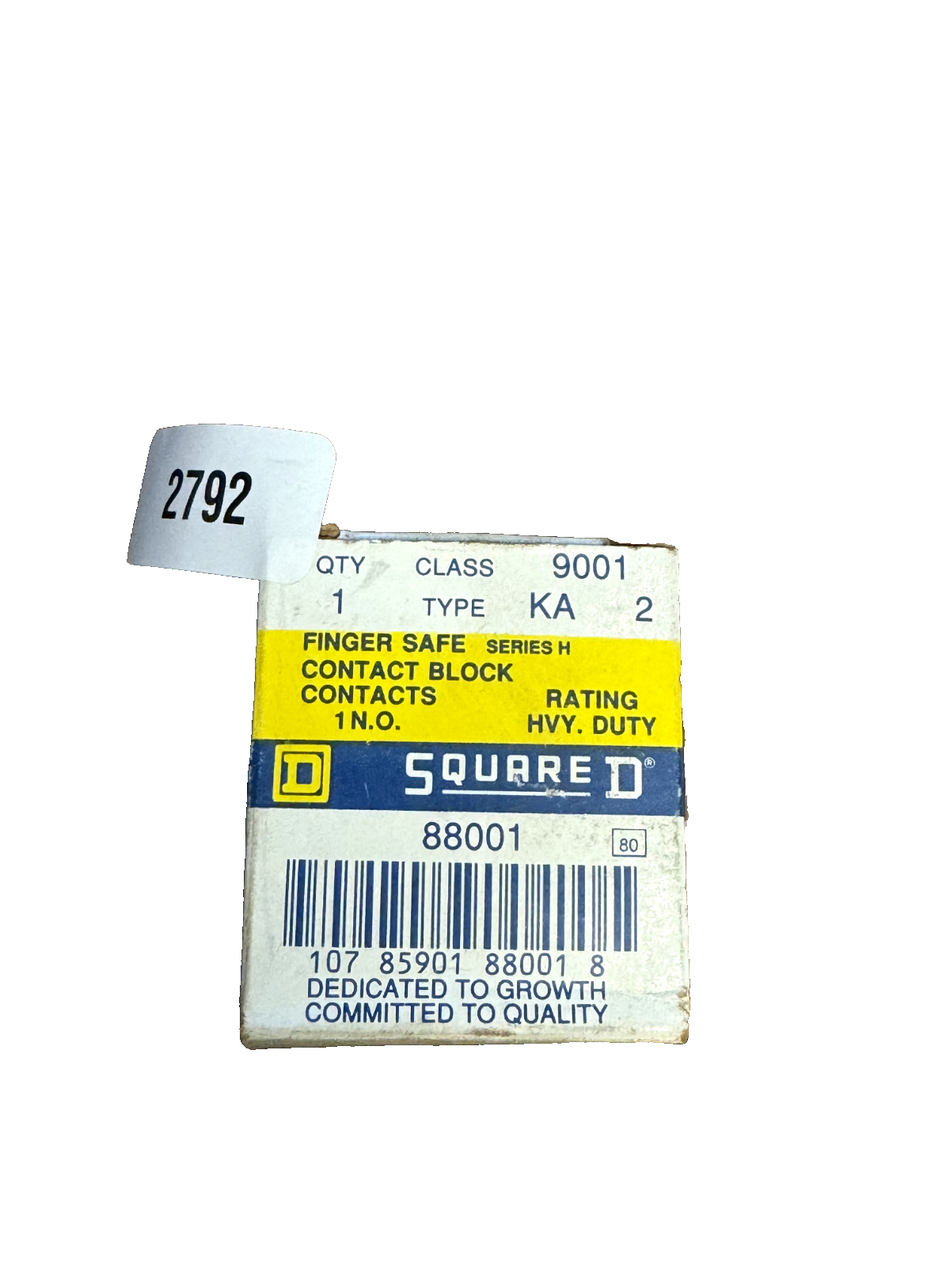 2792
QTY CLASS 9001
1 TYPE KA 2
FINGER SAFE SERIES H
CONTACT BLOCK
CONTACTS RATING
1 N.O. HVY. DUTY
D SQUARE D®
88001 80
107 85901 88001 8
DEDICATED TO GROWTH
COMMITTED TO QUALITY